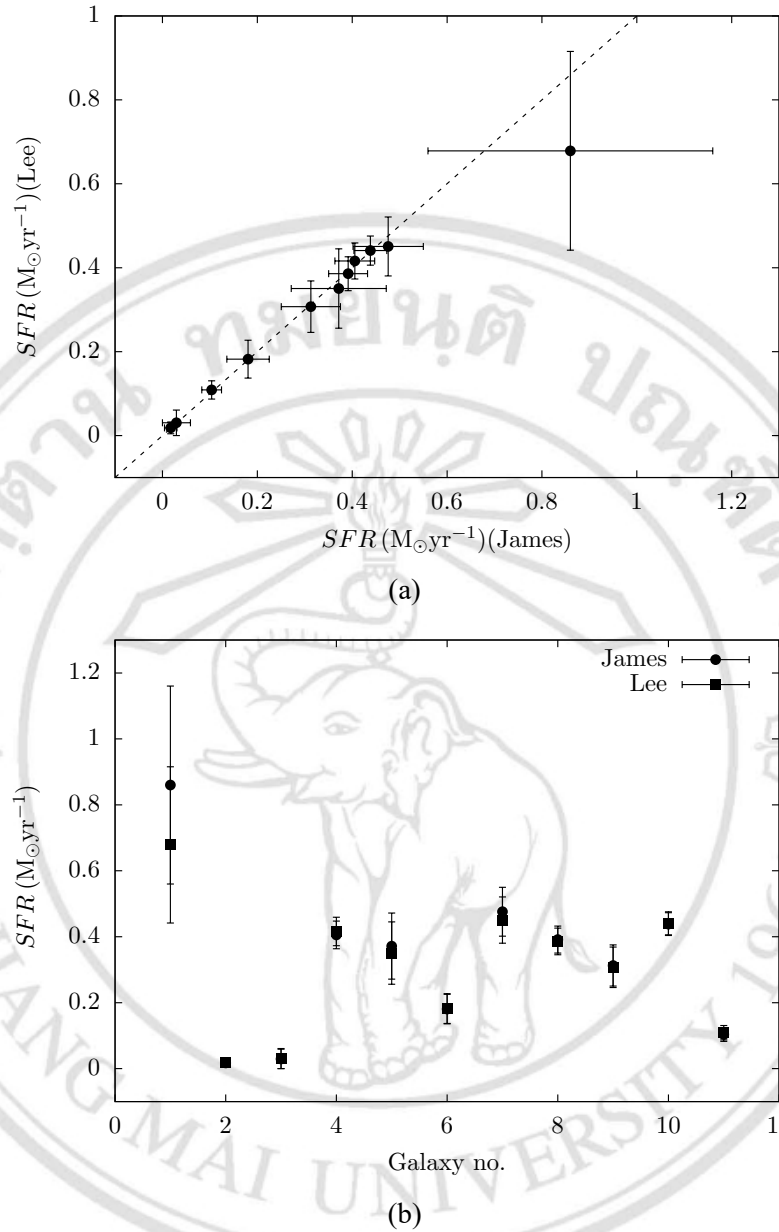 1
0.8
0.6
0.4
0.2
0
SFR (M⊙yr⁻¹)(Lee)
0 0.2 0.4 0.6 0.8 1 1.2
SFR (M⊙yr⁻¹)(James)
(a)
1.2
1
0.8
0.6
0.4
0.2
0
SFR (M⊙yr⁻¹)
James
Lee
0 2 4 6 8 10
Galaxy no.
(b)
MAI UNIVERSITY